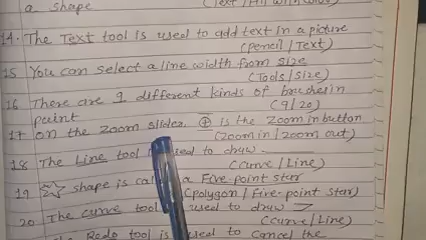 a shape
14. The Text tool is used to add text in a picture
(Pencil/Text)
15 You can select a line width from size
(Tools/Size)
16 There are 9 different kinds of brushes in
paint (9/20)
17 on the zoom slider ⊕ is the zoom in button
(Zoom in/zoom out)
18 The Line tool used to draw
(Curve/Line)
19 shape is a Five-point star
(Polygon/Five-point star)
20 The curve tool used to draw
(Curve/Line)
the Redo tool is used to cancel the